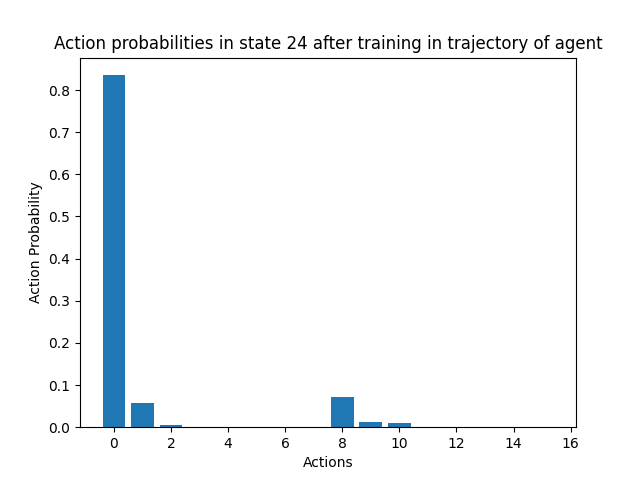 Action probabilities in state 24 after training in trajectory of agent
Action Probability
0.8
0.7
0.6
0.5
0.4
0.3
0.2
0.1
0.0
0 2 4 6 8 10 12 14 16
Actions